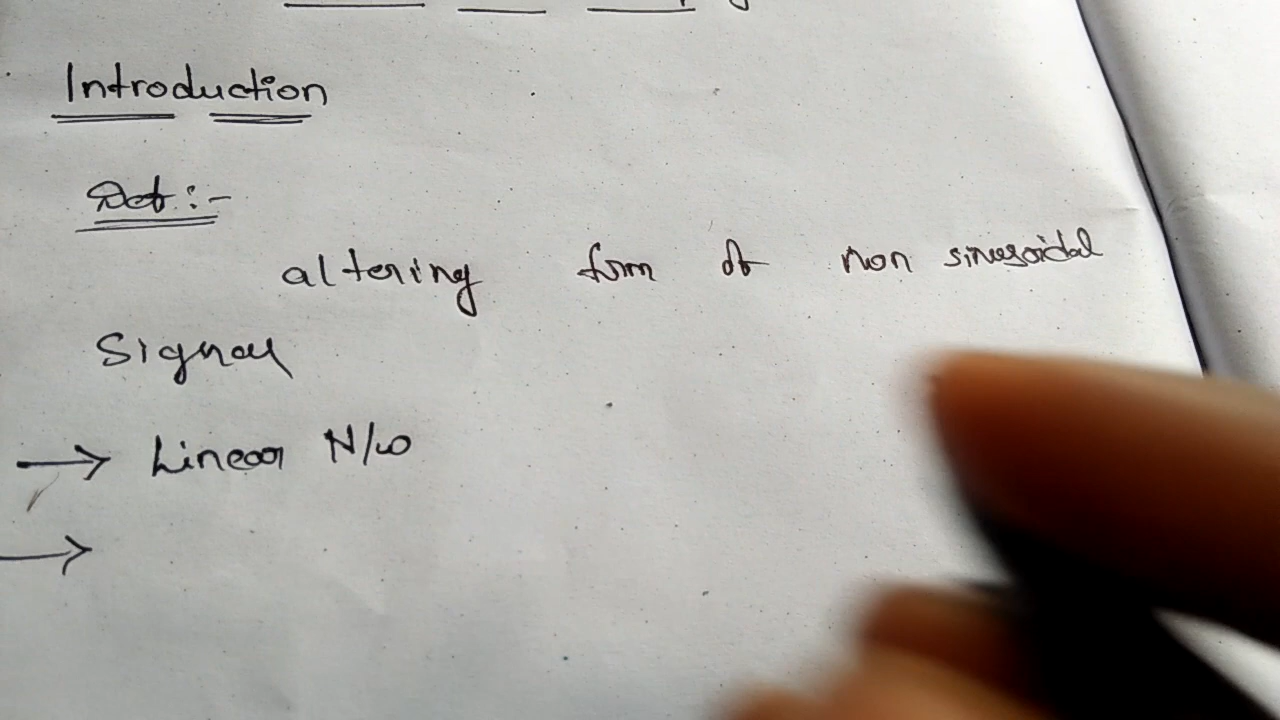 Introduction
Def :-
altering form of non sinusoidal
Signal
→ Linear N/w
→